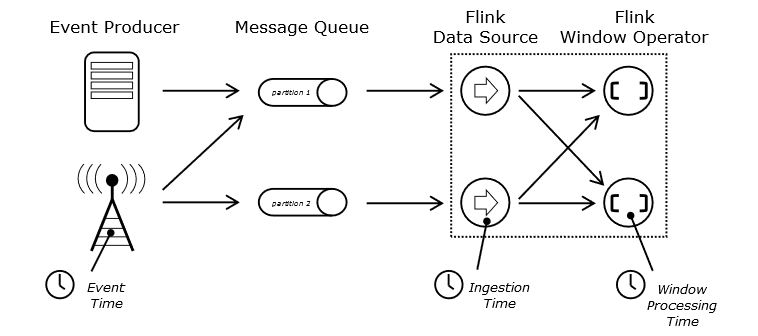 Event Producer
Message Queue
Flink
Data Source
Flink
Window Operator
partition 1
partition 2
Event
Time
Ingestion
Time
Window
Processing
Time